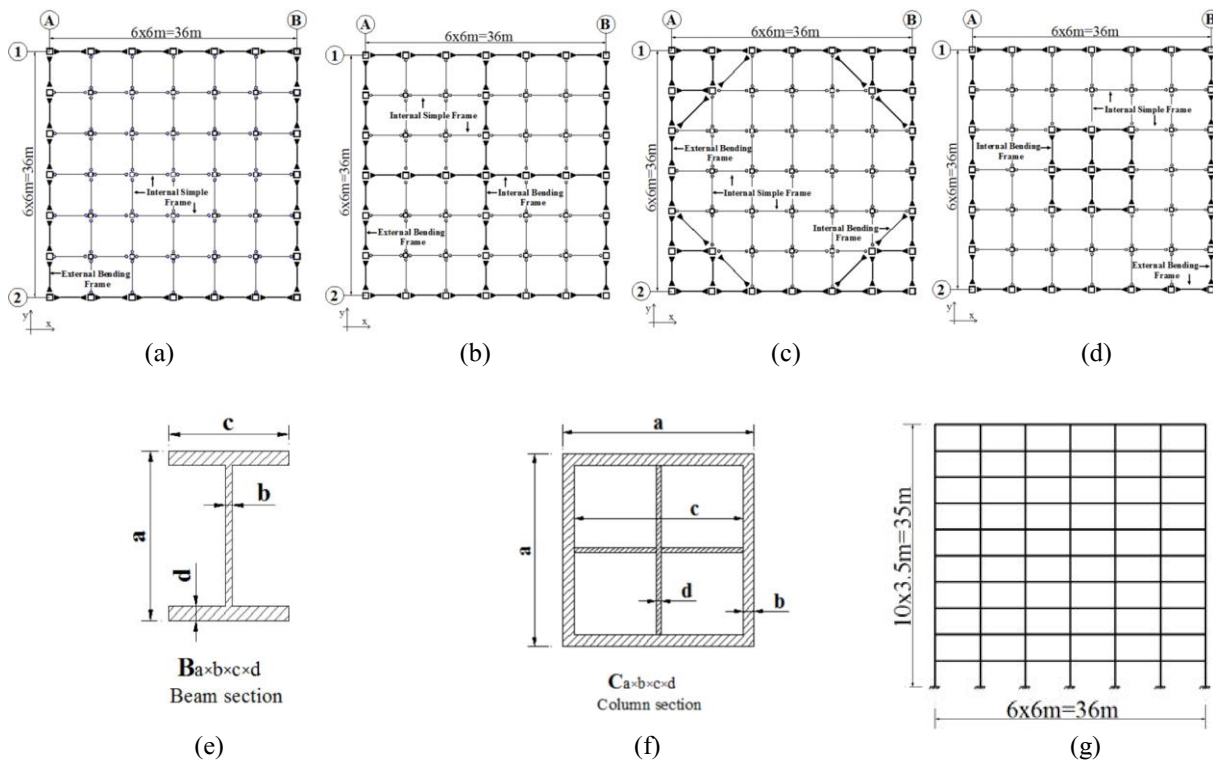 A B
6x6m=36m
1
6x6m=36m
Internal Simple
Frame
External Bending
Frame
2
y
x
(a)
A B
6x6m=36m
1
Internal Simple Frame
6x6m=36m
Internal Bending
Frame
External Bending
Frame
2
y
x
(b)
A B
6x6m=36m
1
External Bending
Frame
6x6m=36m
Internal Simple
Frame
Internal Bending
Frame
2
y
x
(c)
A B
6x6m=36m
1
Internal Simple
Frame
Internal Bending
Frame
6x6m=36m
External Bending
Frame
2
y
x
(d)
c
b
a
d
Ba×b×c×d
Beam section
(e)
a
c
a
d
b
Ca×b×c×d
Column section
(f)
10x3.5m=35m
6x6m=36m
(g)